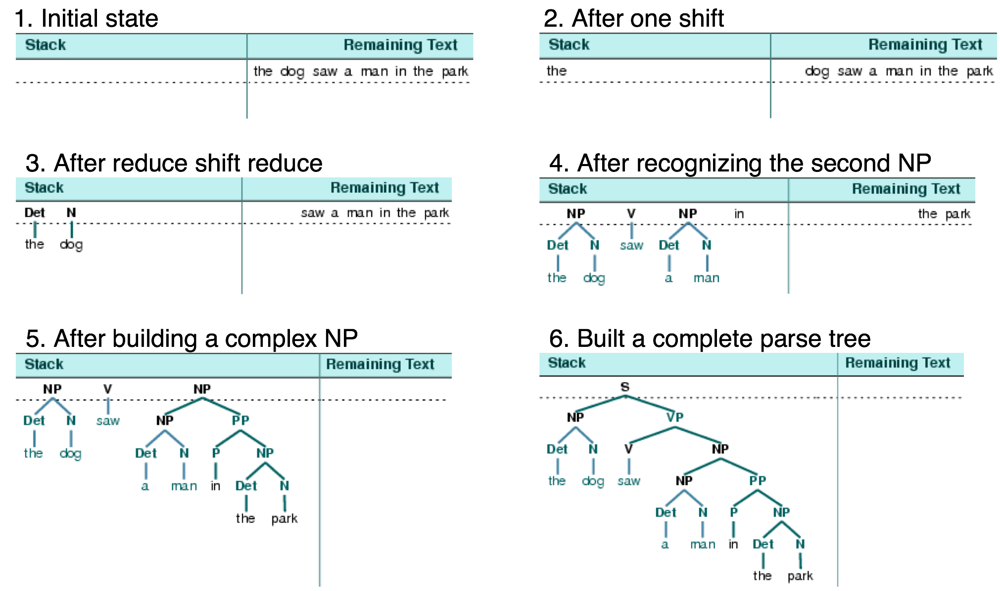 1. Initial state
Stack Remaining Text
the dog saw a man in the park
2. After one shift
Stack Remaining Text
the dog saw a man in the park
3. After reduce shift reduce
Stack Remaining Text
Det N saw a man in the park
the dog
4. After recognizing the second NP
Stack Remaining Text
NP V NP in the park
Det N saw Det N
the dog a man
5. After building a complex NP
Stack Remaining Text
NP V NP
Det N saw NP PP
the dog Det N P NP
a man in Det N
the park
6. Built a complete parse tree
Stack Remaining Text
S
NP VP
Det N V NP
the dog saw NP PP
Det N P NP
a man in Det N
the park